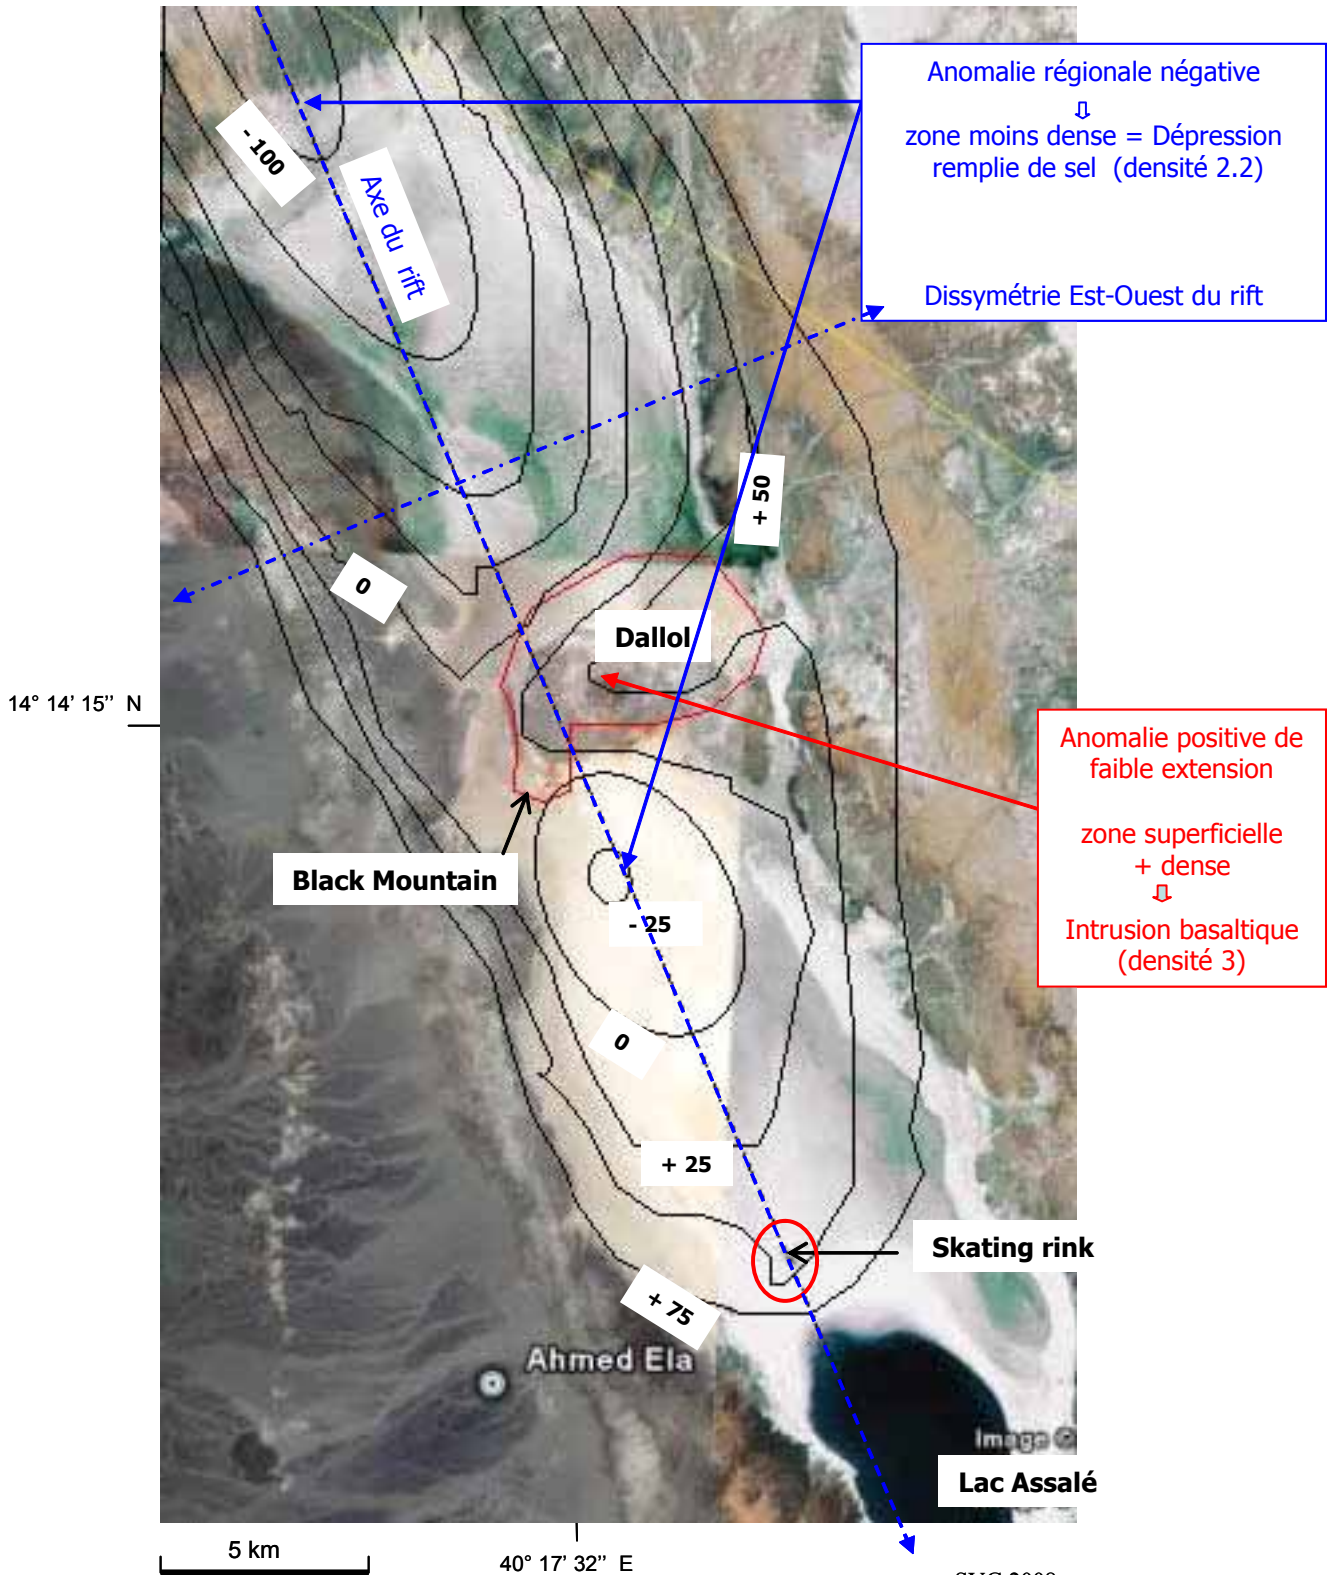 Anomalie régionale négative
⇩
zone moins dense = Dépression
remplie de sel (densité 2.2)
Dissymétrie Est-Ouest du rift
- 100
Axe du rift
+ 50
0
Dallol
14° 14' 15'' N
Anomalie positive de
faible extension
zone superficielle
+ dense
⇩
Intrusion basaltique
(densité 3)
Black Mountain
- 25
0
+ 25
Skating rink
+ 75
Ahmed Ela
Image ©
Lac Assalé
5 km
40° 17' 32'' E